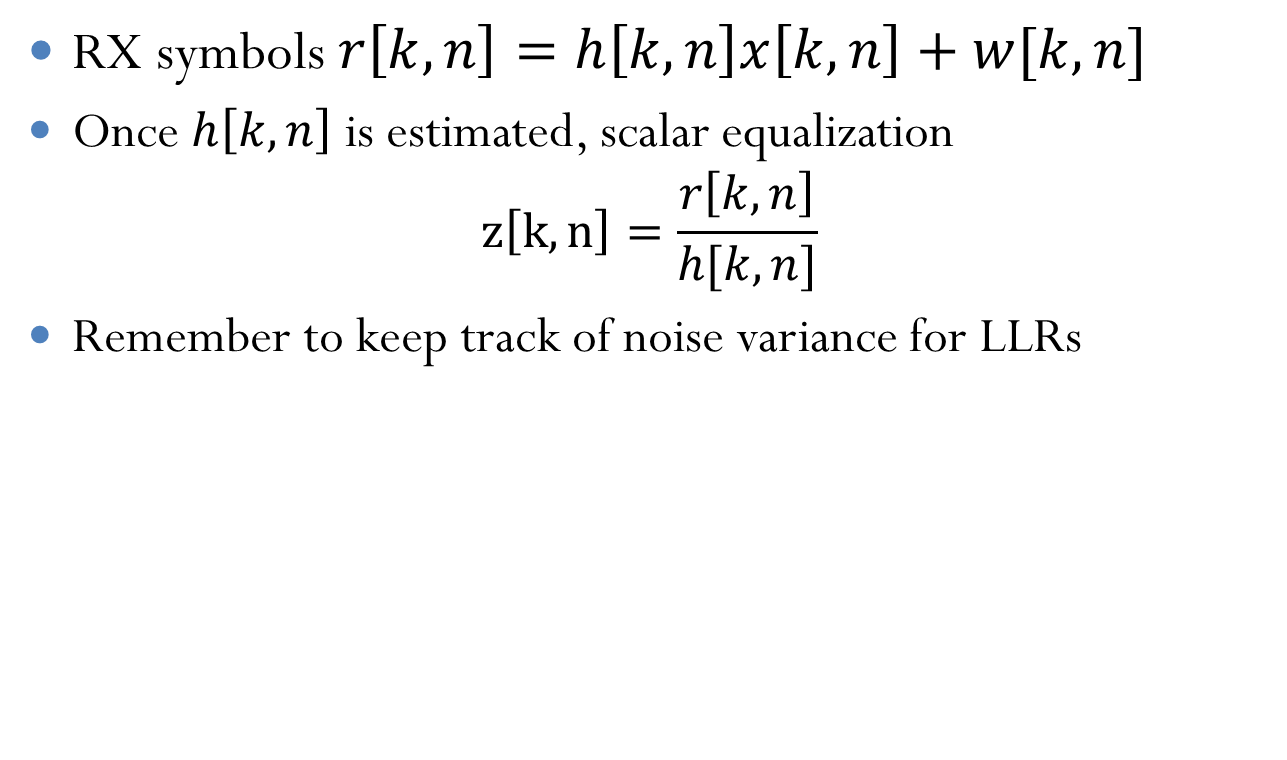 • RX symbols r[k, n] = h[k, n]x[k, n] + w[k, n]
• Once h[k, n] is estimated, scalar equalization
z[k, n] = r[k, n] / h[k, n]
• Remember to keep track of noise variance for LLRs